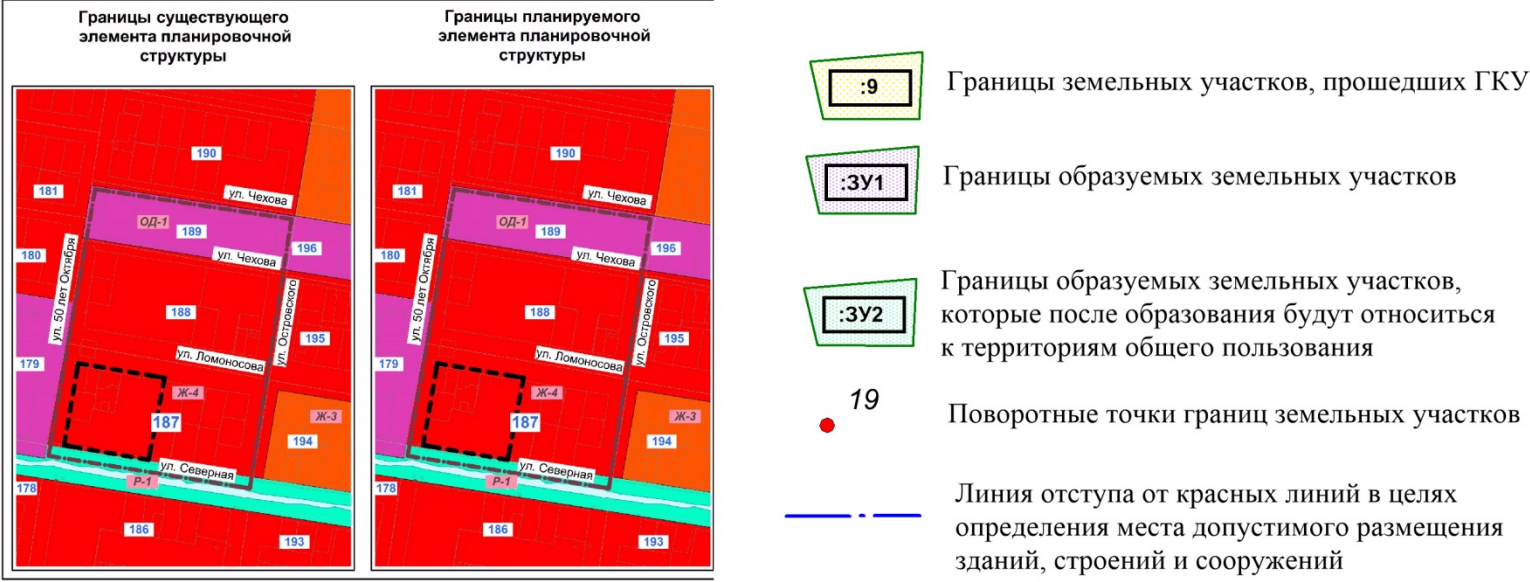 Границы существующего
элемента планировочной
структуры
190
181
ул. Чехова
ОД-1
189
196
180
ул. Чехова
ул. 50 лет Октября
188
ул. Островского
195
179
ул. Ломоносова
Ж-4
187
Ж-3
194
ул. Северная
178
Р-1
186
193
Границы планируемого
элемента планировочной
структуры
190
181
ул. Чехова
ОД-1
189
196
180
ул. Чехова
ул. 50 лет Октября
188
ул. Островского
195
179
ул. Ломоносова
Ж-4
187
Ж-3
194
ул. Северная
178
Р-1
186
193
:9
Границы земельных участков, прошедших ГКУ
:ЗУ1
Границы образуемых земельных участков
:ЗУ2
Границы образуемых земельных участков,
которые после образования будут относиться
к территориям общего пользования
19
Поворотные точки границ земельных участков
Линия отступа от красных линий в целях
определения места допустимого размещения
зданий, строений и сооружений